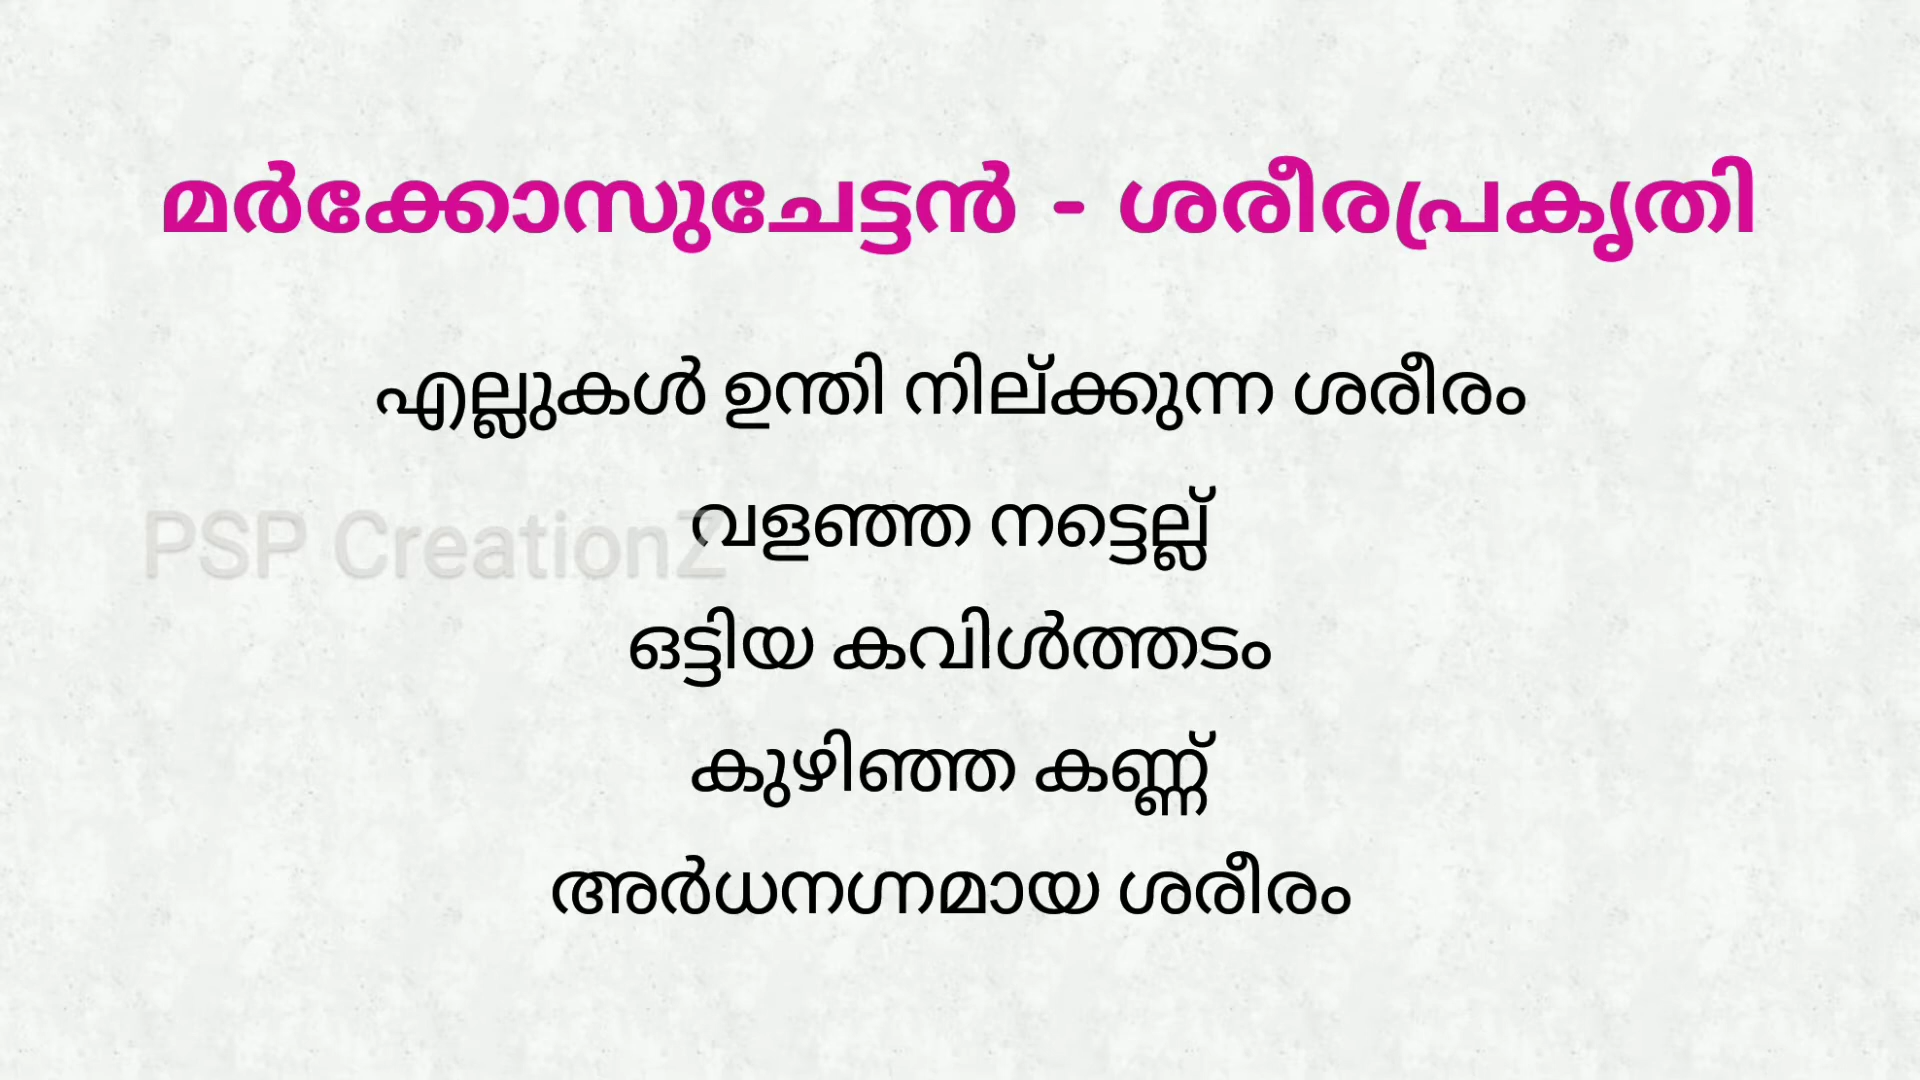 മർക്കോസുചേട്ടൻ - ശരീരപ്രകൃതി
എല്ലുകൾ ഉന്തി നില്ക്കുന്ന ശരീരം
വളഞ്ഞ നട്ടെല്ല്
PSP CreationZ
ഒട്ടിയ കവിൾത്തടം
കുഴിഞ്ഞ കണ്ണ്
അർധനഗ്നമായ ശരീരം